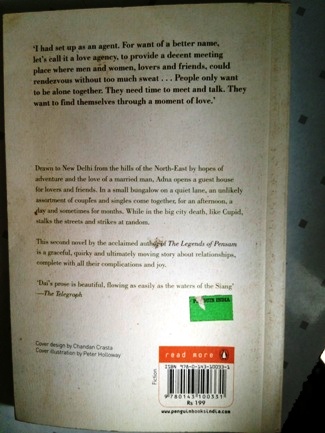 'I had set up as an agent. For want of a better name,
let's call it a love agency, to provide a decent meeting
place where men and women, lovers and friends, could
rendezvous without too much sweat . . . People only want
to be alone together. They need time to meet and talk. They
want to find themselves through a moment of love.'
Drawn to New Delhi from the hills of the North-East by hopes of
adventure and the love of a married man, Adna opens a guest house
for lovers and friends. In a small bungalow on a quiet lane, an unlikely
assortment of couples and singles come together, for an afternoon, a
day and sometimes for months. While in the big city death, like Cupid,
stalks the streets and strikes at random.
This second novel by the acclaimed author of The Legends of Pensam
is a graceful, quirky and ultimately moving story about relationships,
complete with all their complications and joy.
'Dai's prose is beautiful, flowing as easily as the waters of the Siang'
—The Telegraph
INDIA
Cover design by Chandan Crasta
Cover illustration by Peter Holloway
Fiction
read more
ISBN 978-0-143-10033-1
9 780143 100331
Rs 199
www.penguinbooksindia.com